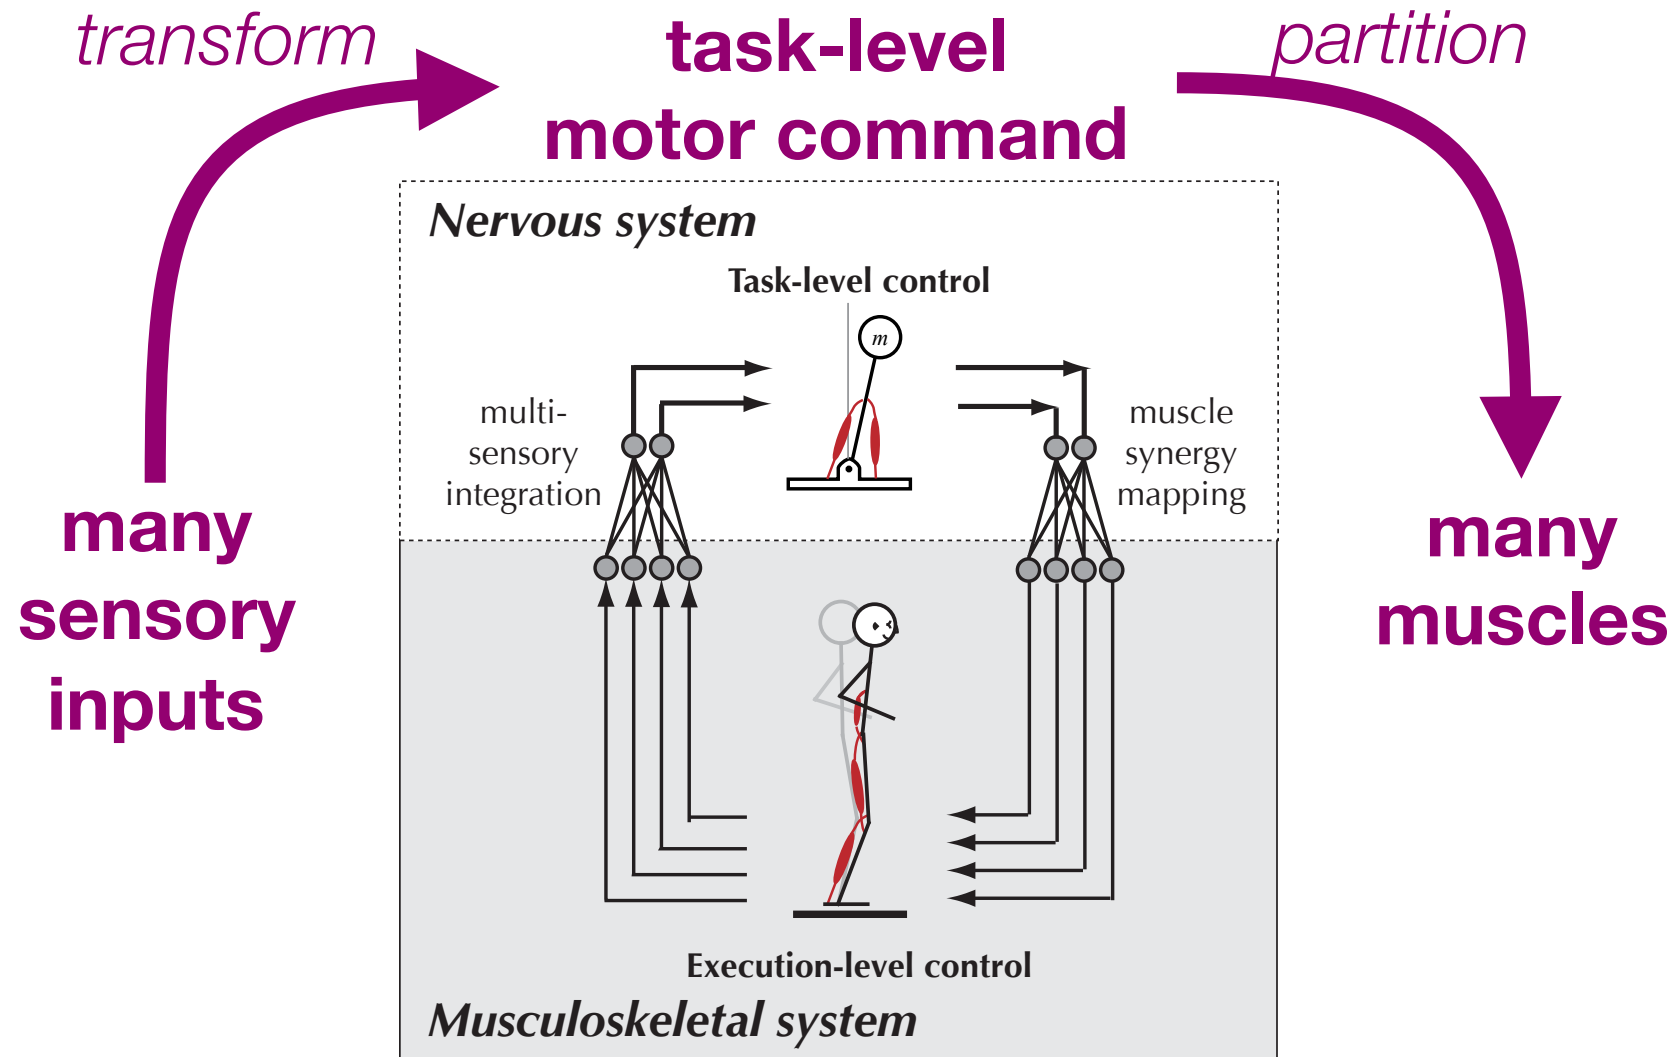 transform
task-level
motor command
partition
many
sensory
inputs
Nervous system
Task-level control
m
multi-
sensory
integration
muscle
synergy
mapping
many
muscles
Execution-level control
Musculoskeletal system